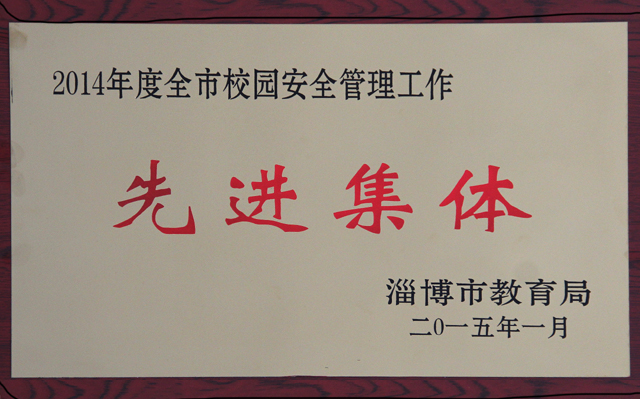 2014年度全市校园安全管理工作
先进集体
淄博市教育局
二0一五年一月